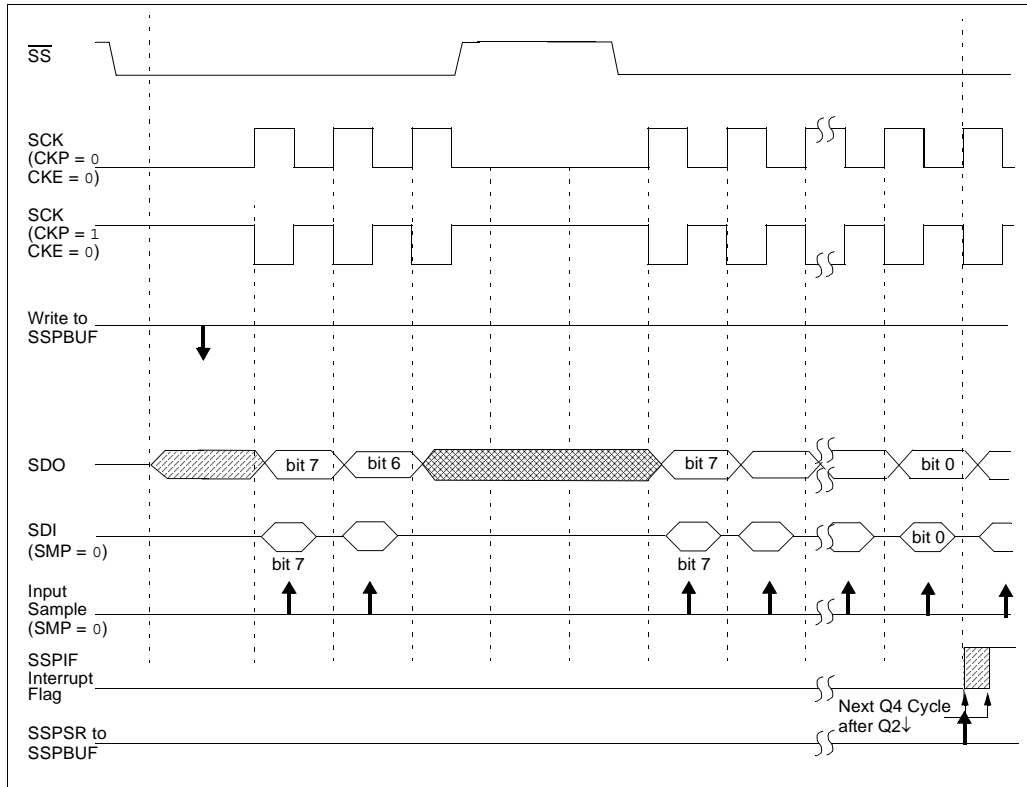 SS
SCK
(CKP = 0
CKE = 0)
SCK
(CKP = 1
CKE = 0)
Write to
SSPBUF
SDO
bit 7
bit 6
bit 7
bit 0
SDI
(SMP = 0)
bit 7
bit 7
bit 0
Input
Sample
(SMP = 0)
SSPIF
Interrupt
Flag
Next Q4 Cycle
after Q2↓
SSPSR to
SSPBUF